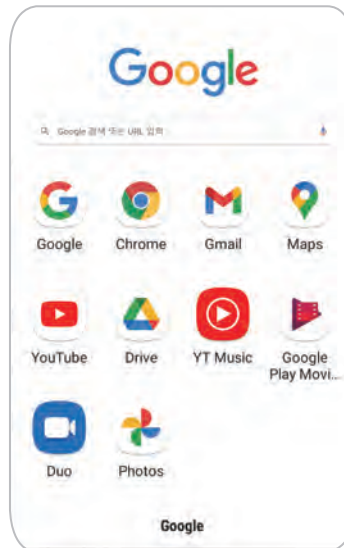 Google
Google 검색 또는 URL 입력
Google Chrome Gmail Maps
YouTube Drive YT Music Google
Play Movi...
Duo Photos
Google